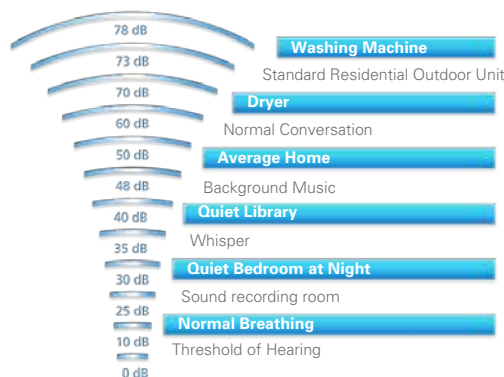 78 dB
Washing Machine
73 dB
Standard Residential Outdoor Unit
70 dB
Dryer
60 dB
Normal Conversation
50 dB
Average Home
48 dB
Background Music
40 dB
Quiet Library
35 dB
Whisper
30 dB
Quiet Bedroom at Night
25 dB
Sound recording room
10 dB
Normal Breathing
0 dB
Threshold of Hearing